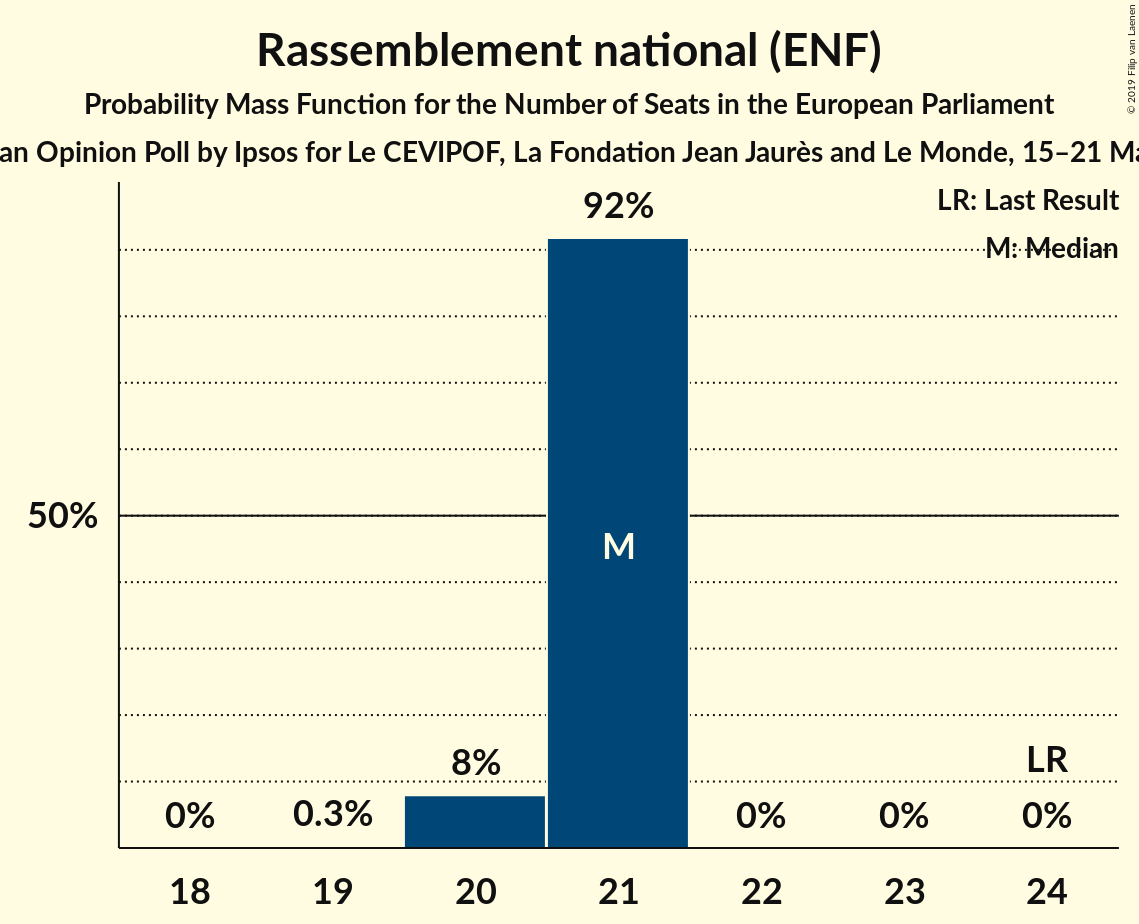 Rassemblement national (ENF)
Probability Mass Function for the Number of Seats in the European Parliament
an Opinion Poll by Ipsos for Le CEVIPOF, La Fondation Jean Jaurès and Le Monde, 15–21
© 2019 Filip van Laenen
LR: Last Result
M: Median
92%
50%
M
8%
LR
0%
0.3%
0%
0%
0%
18
19
20
21
22
23
24